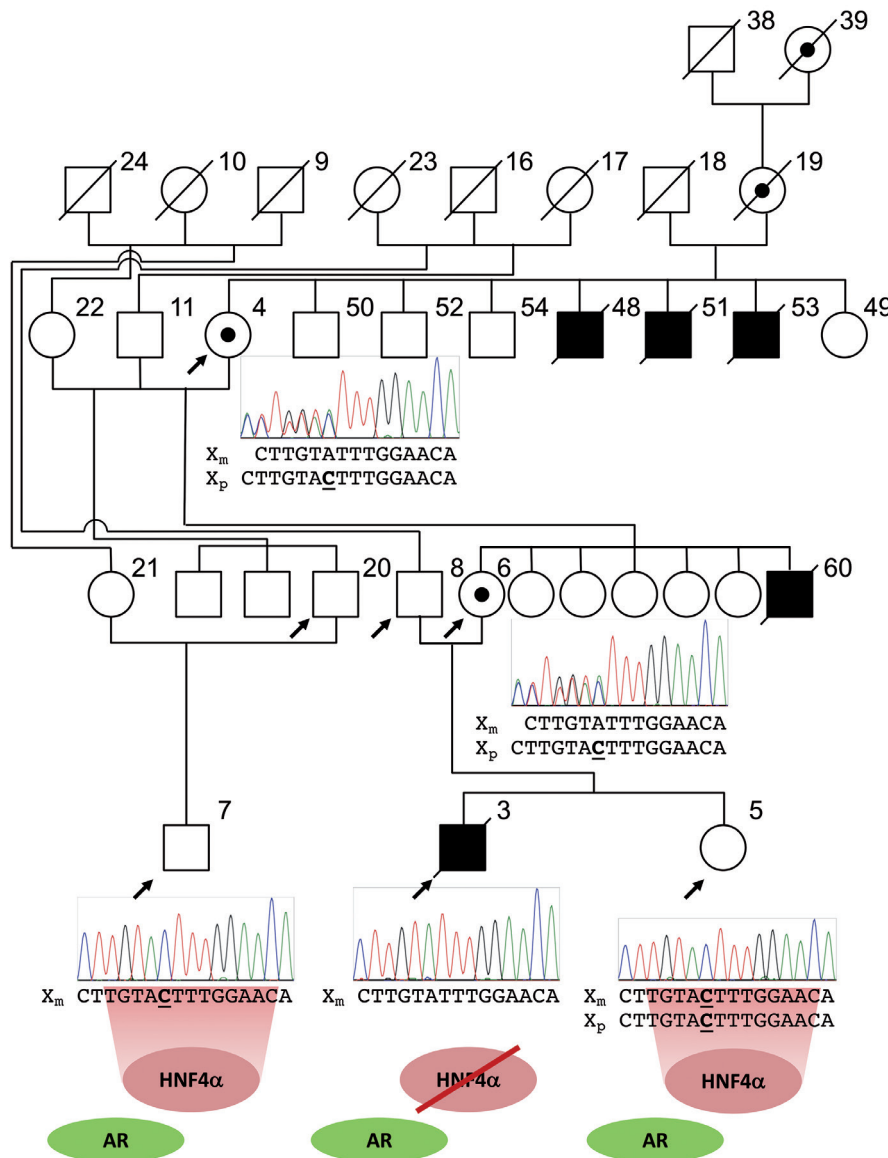 38 39
24 10 9 23 16 17 18 19
22 11 4 50 52 54 48 51 53 49
Xm CTTGTATTTGGAACA
Xp CTTGTACTTTGGAACA
21 20 8 6 60
Xm CTTGTATTTGGAACA
Xp CTTGTACTTTGGAACA
7 3 5
Xm CTTGTACTTTGGAACA
Xm CTTGTATTTGGAACA
Xm CTTGTACTTTGGAACA
Xp CTTGTACTTTGGAACA
HNF4α HNF4α HNF4α
AR AR AR